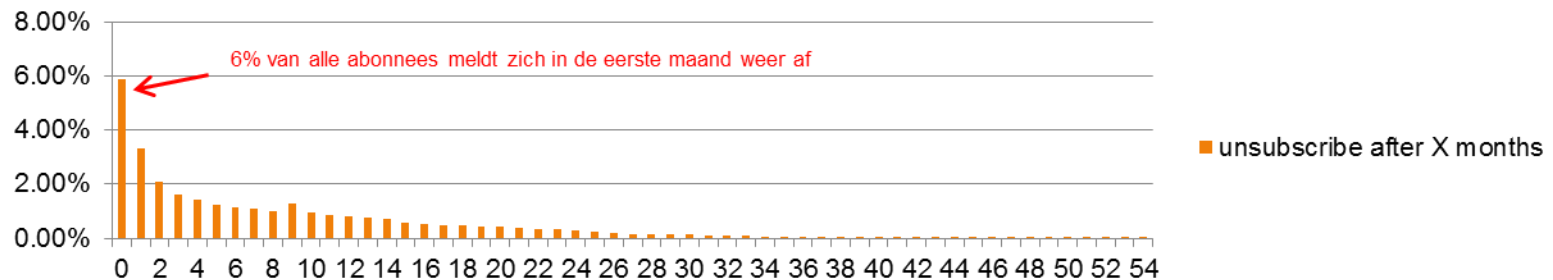 8.00%
6% van alle abonnees meldt zich in de eerste maand weer af
6.00%
4.00%
unsubscribe after X months
2.00%
0.00%
0 2 4 6 8 10 12 14 16 18 20 22 24 26 28 30 32 34 36 38 40 42 44 46 48 50 52 54